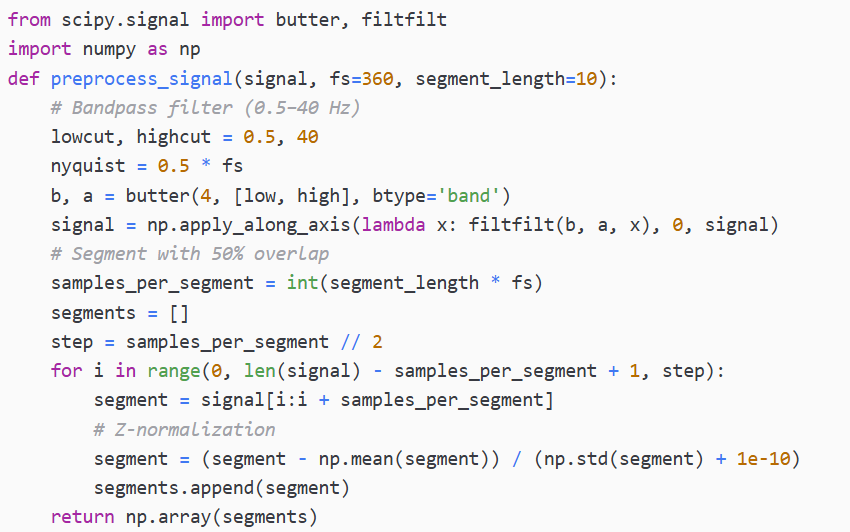 from scipy.signal import butter, filtfilt
import numpy as np
def preprocess_signal(signal, fs=360, segment_length=10):
    # Bandpass filter (0.5–40 Hz)
    lowcut, highcut = 0.5, 40
    nyquist = 0.5 * fs
    b, a = butter(4, [low, high], btype='band')
    signal = np.apply_along_axis(lambda x: filtfilt(b, a, x), 0, signal)
    # Segment with 50% overlap
    samples_per_segment = int(segment_length * fs)
    segments = []
    step = samples_per_segment // 2
    for i in range(0, len(signal) - samples_per_segment + 1, step):
        segment = signal[i:i + samples_per_segment]
        # Z-normalization
        segment = (segment - np.mean(segment)) / (np.std(segment) + 1e-10)
        segments.append(segment)
    return np.array(segments)